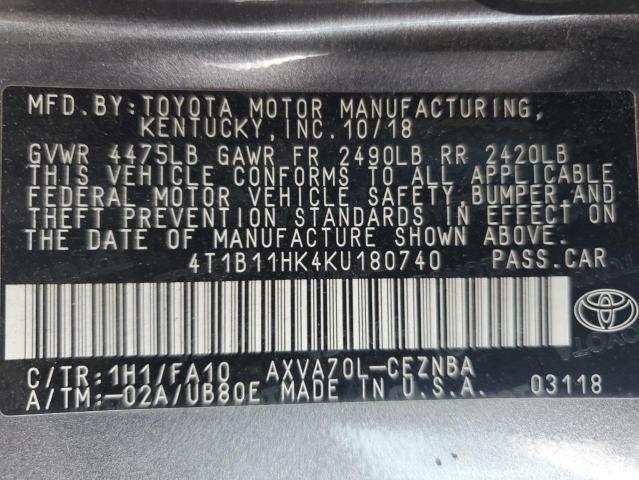 MFD. BY: TOYOTA MOTOR MANUFACTURING,
KENTUCKY, INC. 10/18
GVWR 4475LB GAWR FR 2490LB RR 2420LB
THIS VEHICLE CONFORMS TO ALL APPLICABLE
FEDERAL MOTOR VEHICLE SAFETY, BUMPER, AND
THEFT PREVENTION STANDARDS IN EFFECT ON
THE DATE OF MANUFACTURE SHOWN ABOVE.
4T1B11HK4KU180740 PASS. CAR
C/TR: 1H1/FA10 AXVA70L-CEZNBA
A/TM: -02A/UB80E MADE IN U.S.A. 03118